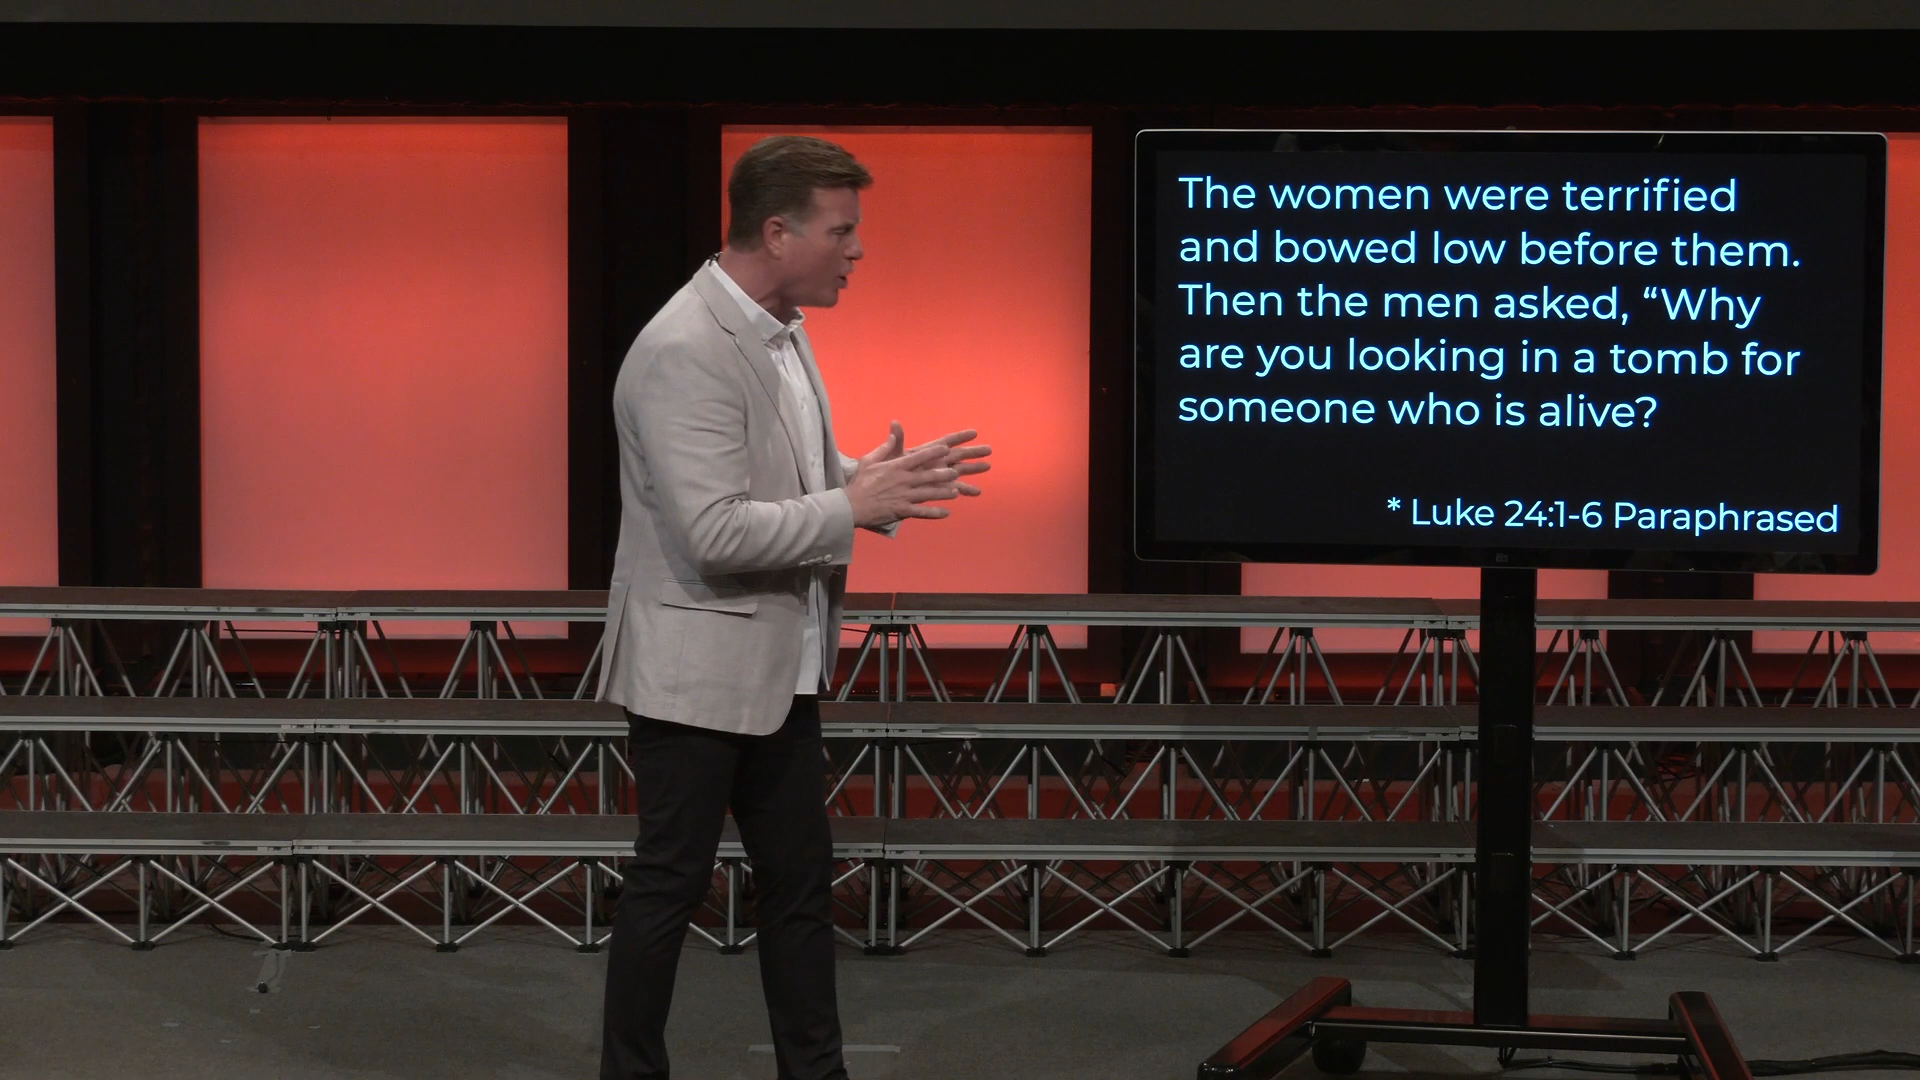 The women were terrified
and bowed low before them.
Then the men asked, “Why
are you looking in a tomb for
someone who is alive?
* Luke 24:1-6 Paraphrased